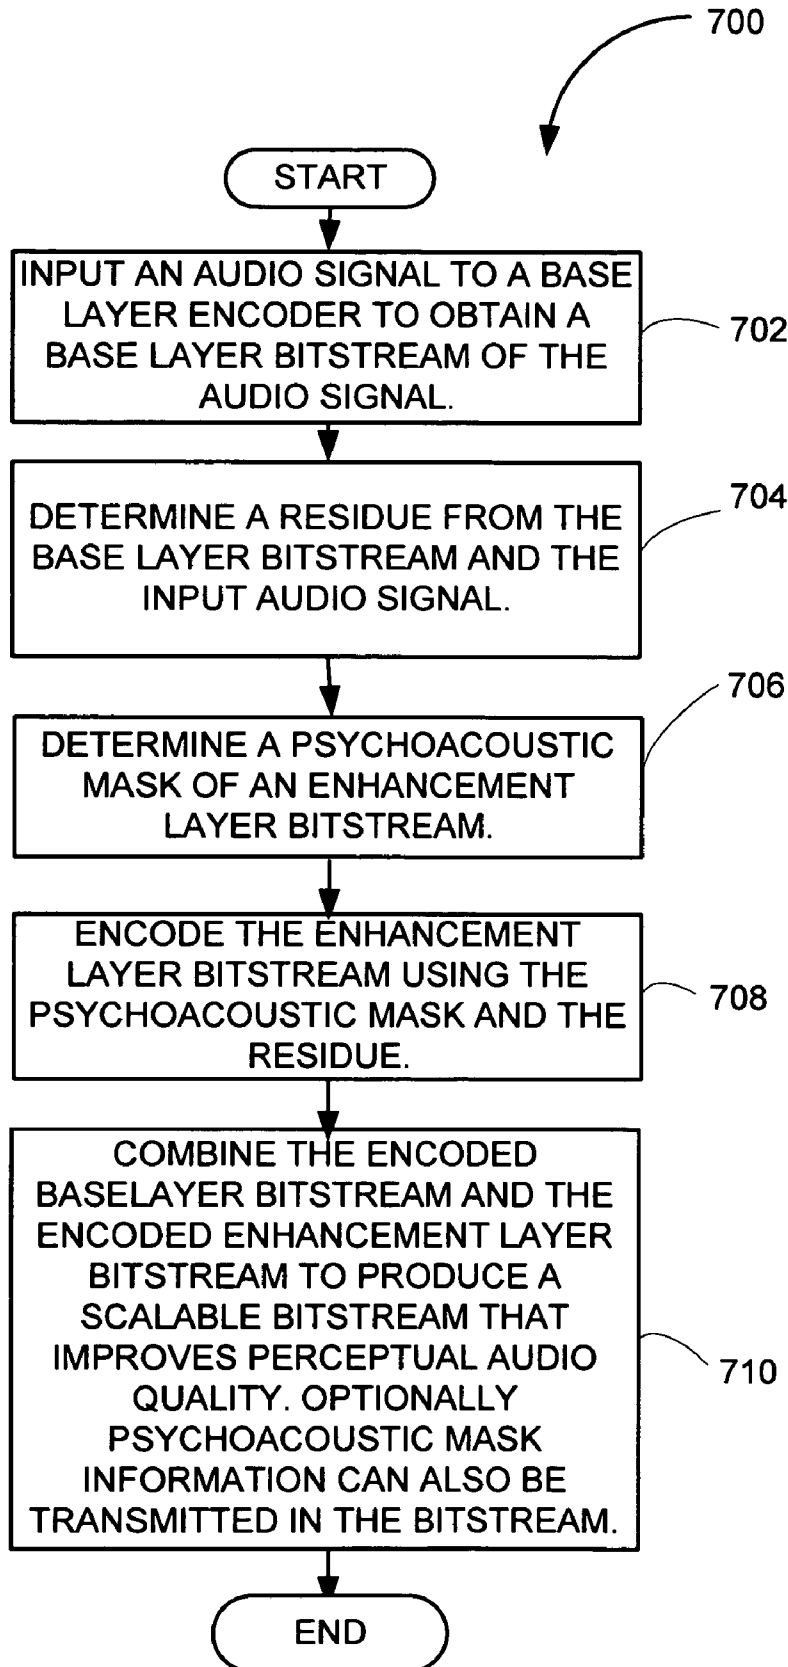 700
START
INPUT AN AUDIO SIGNAL TO A BASE
LAYER ENCODER TO OBTAIN A
BASE LAYER BITSTREAM OF THE
AUDIO SIGNAL.
702
DETERMINE A RESIDUE FROM THE
BASE LAYER BITSTREAM AND THE
INPUT AUDIO SIGNAL.
704
DETERMINE A PSYCHOACOUSTIC
MASK OF AN ENHANCEMENT
LAYER BITSTREAM.
706
ENCODE THE ENHANCEMENT
LAYER BITSTREAM USING THE
PSYCHOACOUSTIC MASK AND THE
RESIDUE.
708
COMBINE THE ENCODED
BASELAYER BITSTREAM AND THE
ENCODED ENHANCEMENT LAYER
BITSTREAM TO PRODUCE A
SCALABLE BITSTREAM THAT
IMPROVES PERCEPTUAL AUDIO
QUALITY. OPTIONALLY
PSYCHOACOUSTIC MASK
INFORMATION CAN ALSO BE
TRANSMITTED IN THE BITSTREAM.
710
END